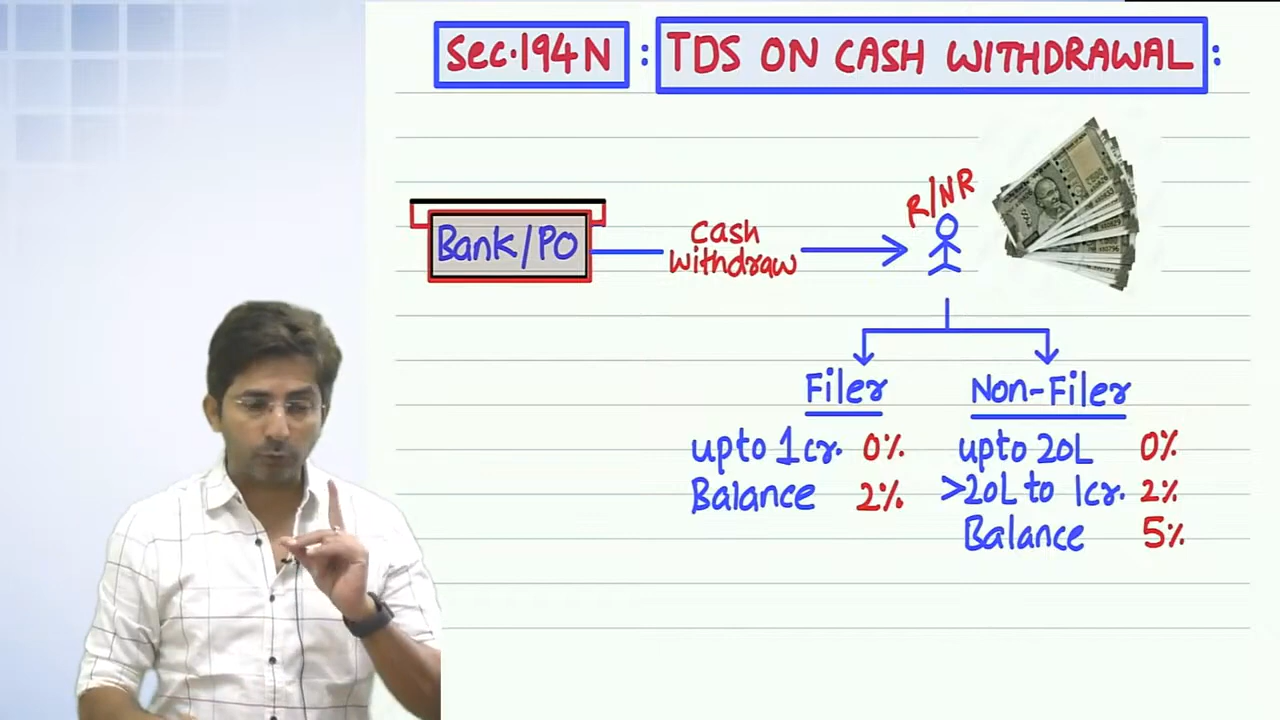 Sec.194N : TDS ON CASH WITHDRAWAL :
R/NR
Bank/PO
Cash
withdraw
Filer
upto 1cr. 0%
Balance 2%
Non-Filer
upto 20L 0%
>20L to 1cr. 2%
Balance 5%